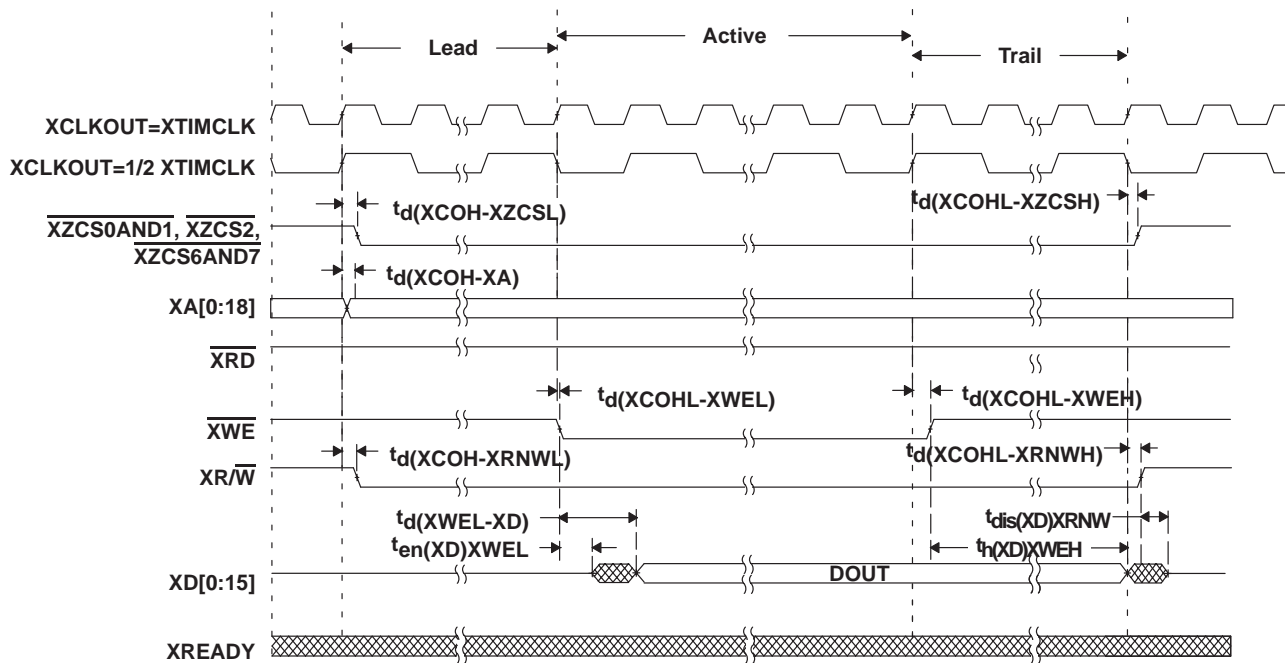 Lead
Active
Trail
XCLKOUT=XTIMCLK
XCLKOUT=1/2 XTIMCLK
td(XCOH-XZCSL)
td(XCOHL-XZCSH)
XZCS0AND1, XZCS2,
XZCS6AND7
td(XCOH-XA)
XA[0:18]
XRD
td(XCOHL-XWEL)
td(XCOHL-XWEH)
XWE
td(XCOH-XRNWL)
td(XCOHL-XRNWH)
XR/W
td(XWEL-XD)
tdis(XD)XRNW
ten(XD)XWEL
th(XD)XWEH
XD[0:15]
DOUT
XREADY